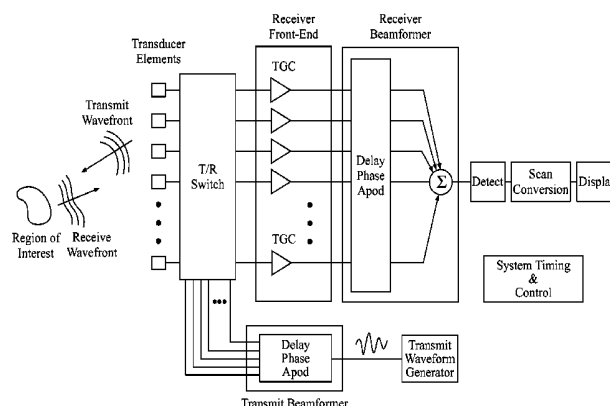 Transducer
Elements
Receiver
Front-End
Receiver
Beamformer
TGC
Transmit
Wavefront
T/R
Switch
Delay
Phase
Apod
Σ
Detect
Scan
Conversion
Display
Region of
Interest
Receive
Wavefront
TGC
System Timing
&
Control
Delay
Phase
Apod
Transmit
Waveform
Generator
Transmit Beamformer